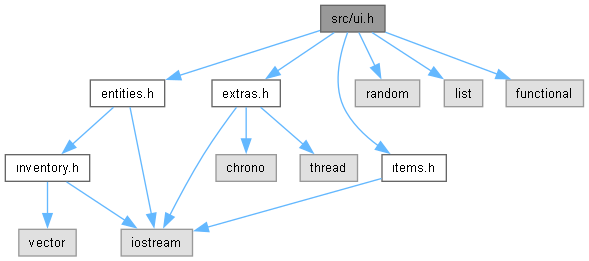 src/ui.h
entities.h
extras.h
random
list
functional
inventory.h
chrono
thread
items.h
vector
iostream